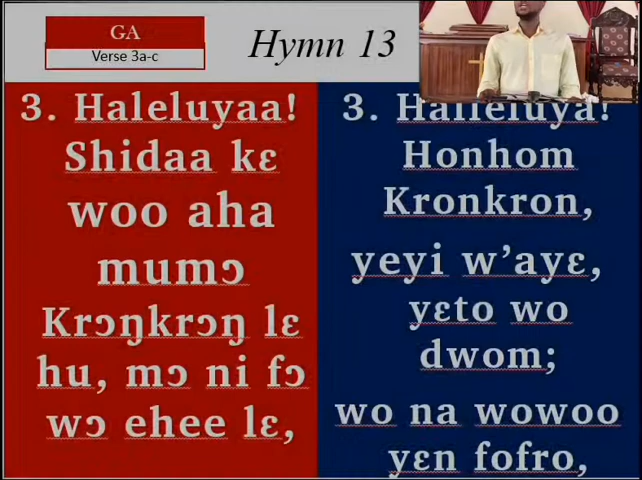 GA
Verse 3a-c
Hymn 13
3. Haleluyaa!
Shidaa kɛ
woo aha
mumɔ
Krɔŋkrɔŋ lɛ
hu, mɔ ni fɔ
wɔ ehee lɛ,
3. Halleluya!
Honhom
Kronkron,
yeyi w’ayɛ,
yɛto wo
dwom;
wo na wowoo
yɛn fofro,